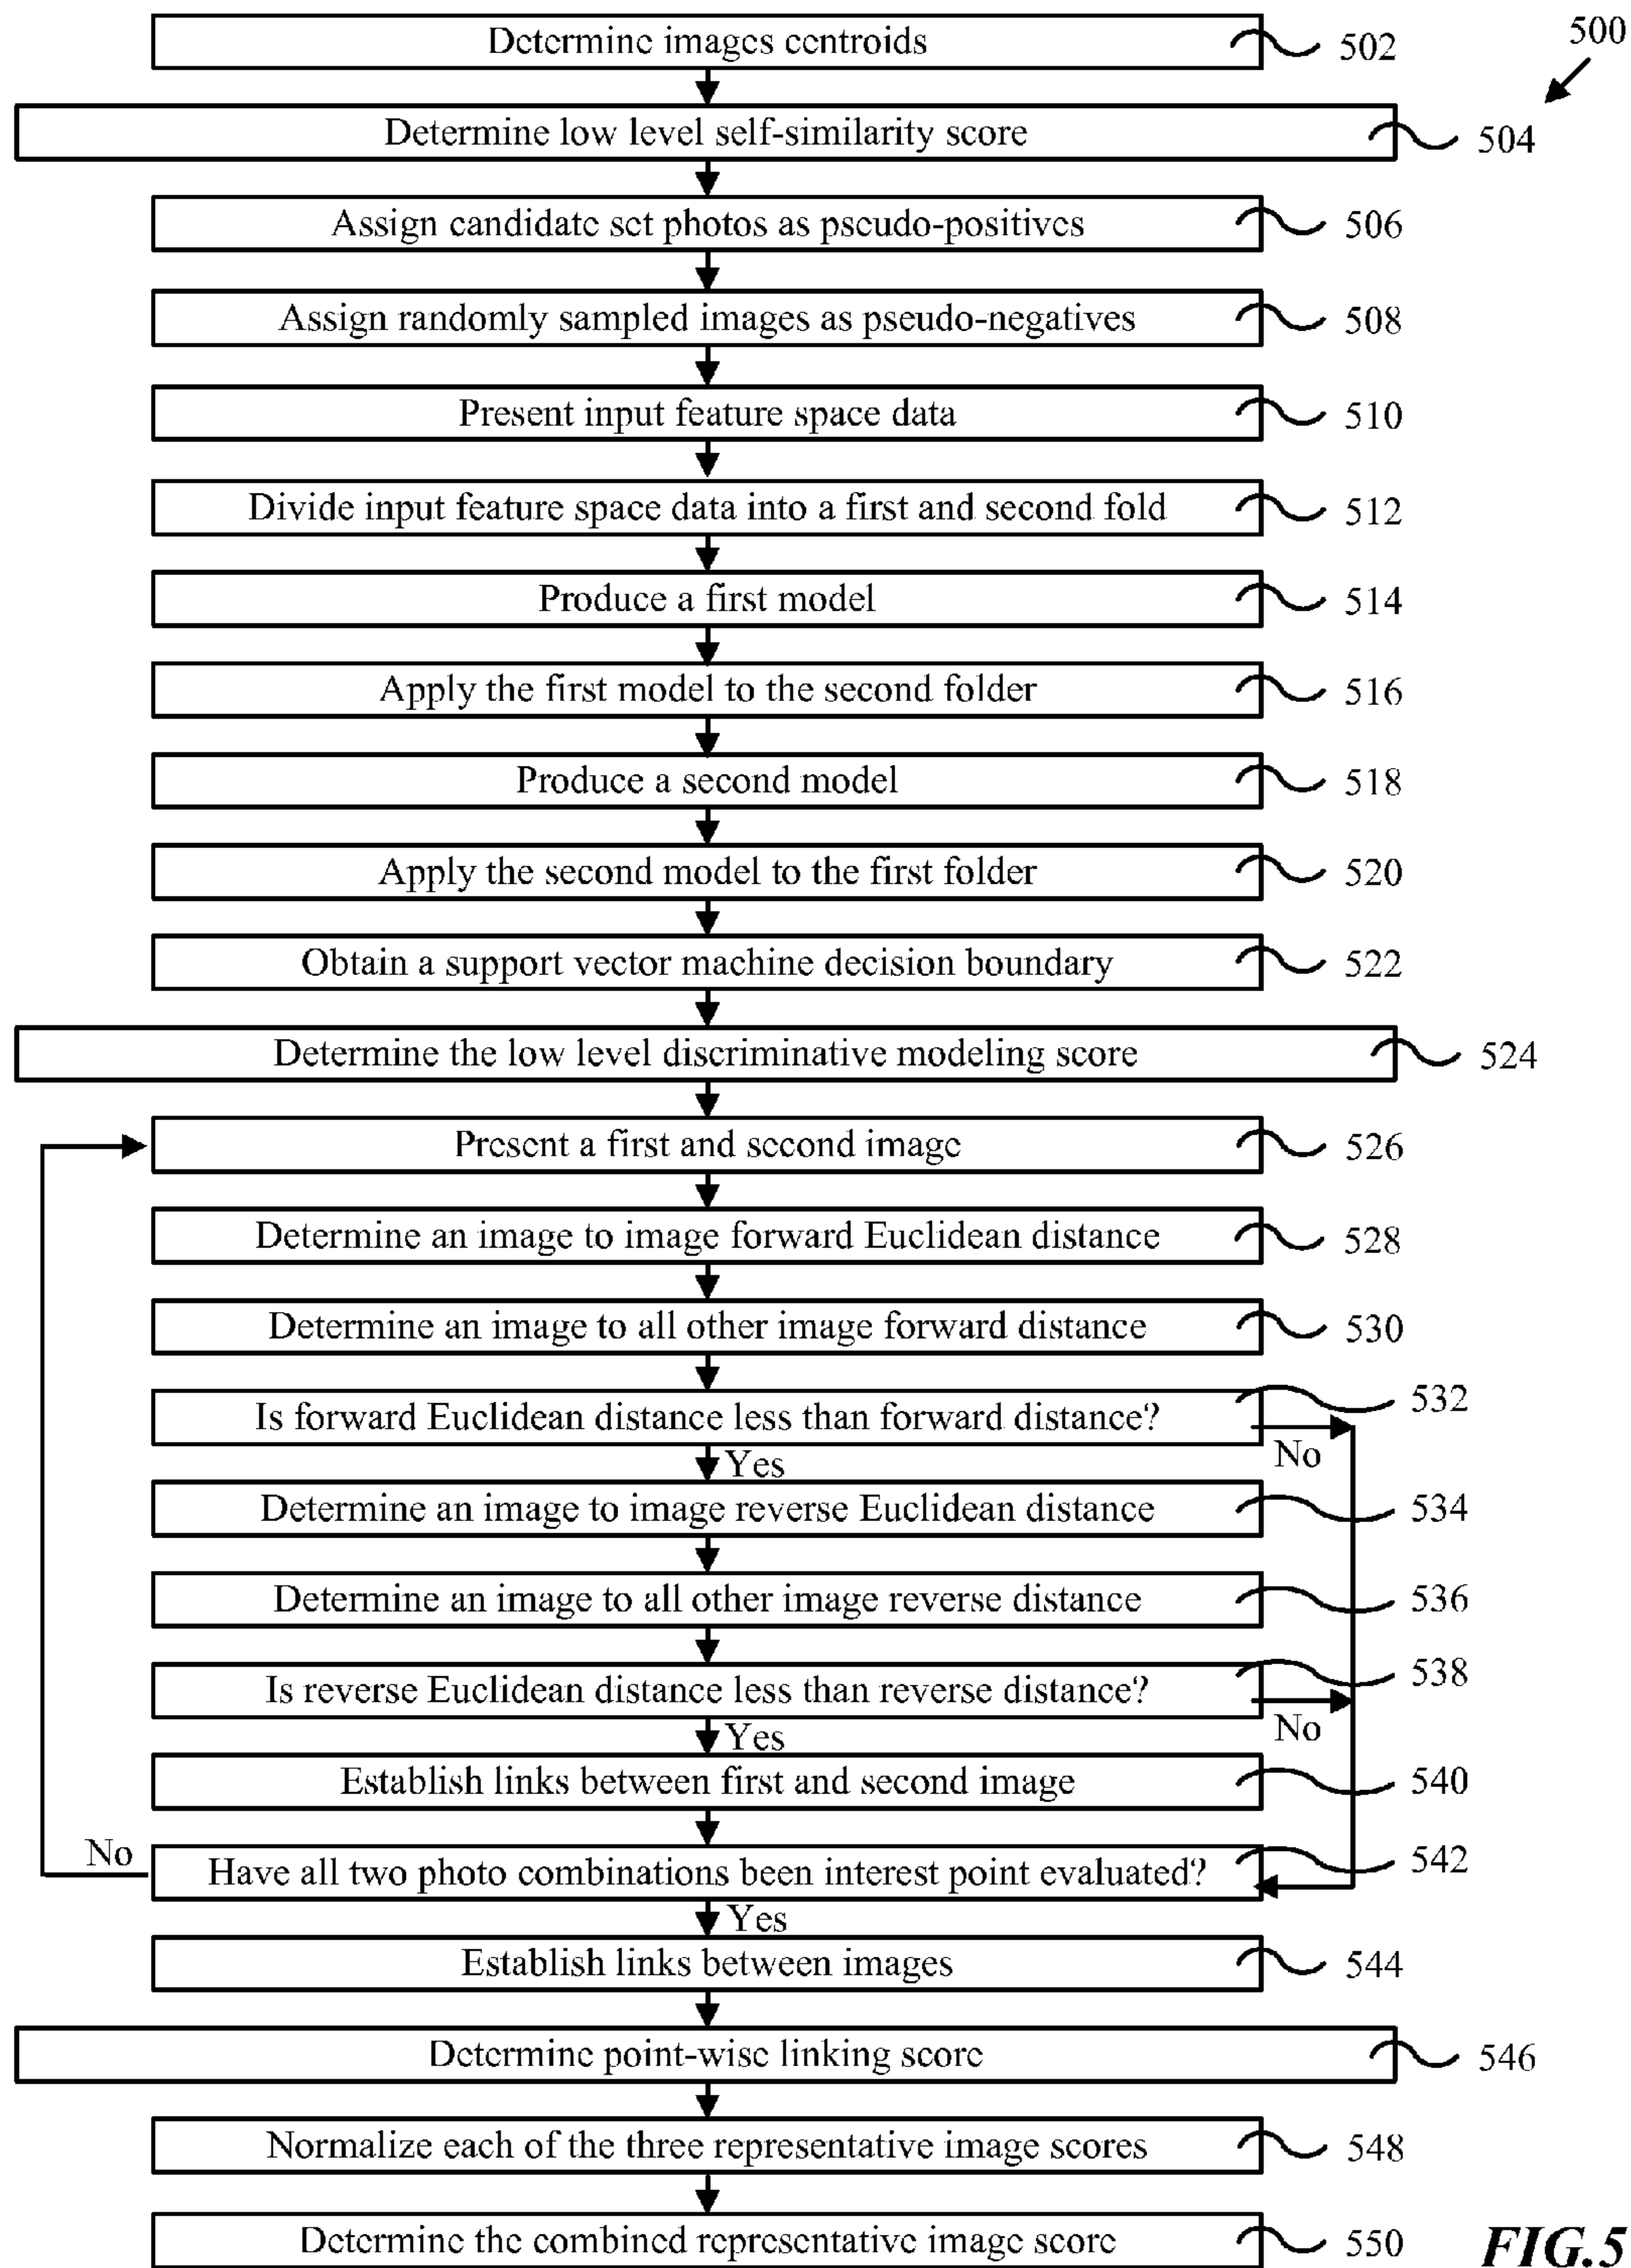 500
Determine images centroids 502
Determine low level self-similarity score 504
Assign candidate set photos as pseudo-positives 506
Assign randomly sampled images as pseudo-negatives 508
Present input feature space data 510
Divide input feature space data into a first and second fold 512
Produce a first model 514
Apply the first model to the second folder 516
Produce a second model 518
Apply the second model to the first folder 520
Obtain a support vector machine decision boundary 522
Determine the low level discriminative modeling score 524
Present a first and second image 526
Determine an image to image forward Euclidean distance 528
Determine an image to all other image forward distance 530
Is forward Euclidean distance less than forward distance? 532
No
Yes
Determine an image to image reverse Euclidean distance 534
Determine an image to all other image reverse distance 536
Is reverse Euclidean distance less than reverse distance? 538
No
Yes
Establish links between first and second image 540
No
Have all two photo combinations been interest point evaluated? 542
Yes
Establish links between images 544
Determine point-wise linking score 546
Normalize each of the three representative image scores 548
Determine the combined representative image score 550
FIG.5